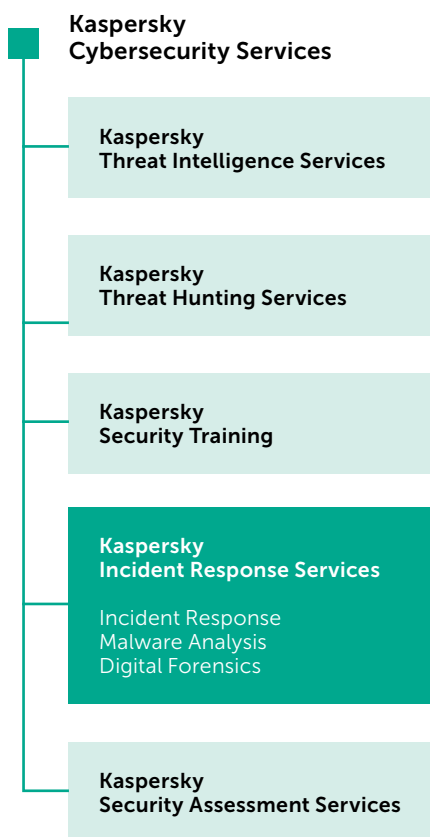 Kaspersky
Cybersecurity Services
Kaspersky
Threat Intelligence Services
Kaspersky
Threat Hunting Services
Kaspersky
Security Training
Kaspersky
Incident Response Services
Incident Response
Malware Analysis
Digital Forensics
Kaspersky
Security Assessment Services